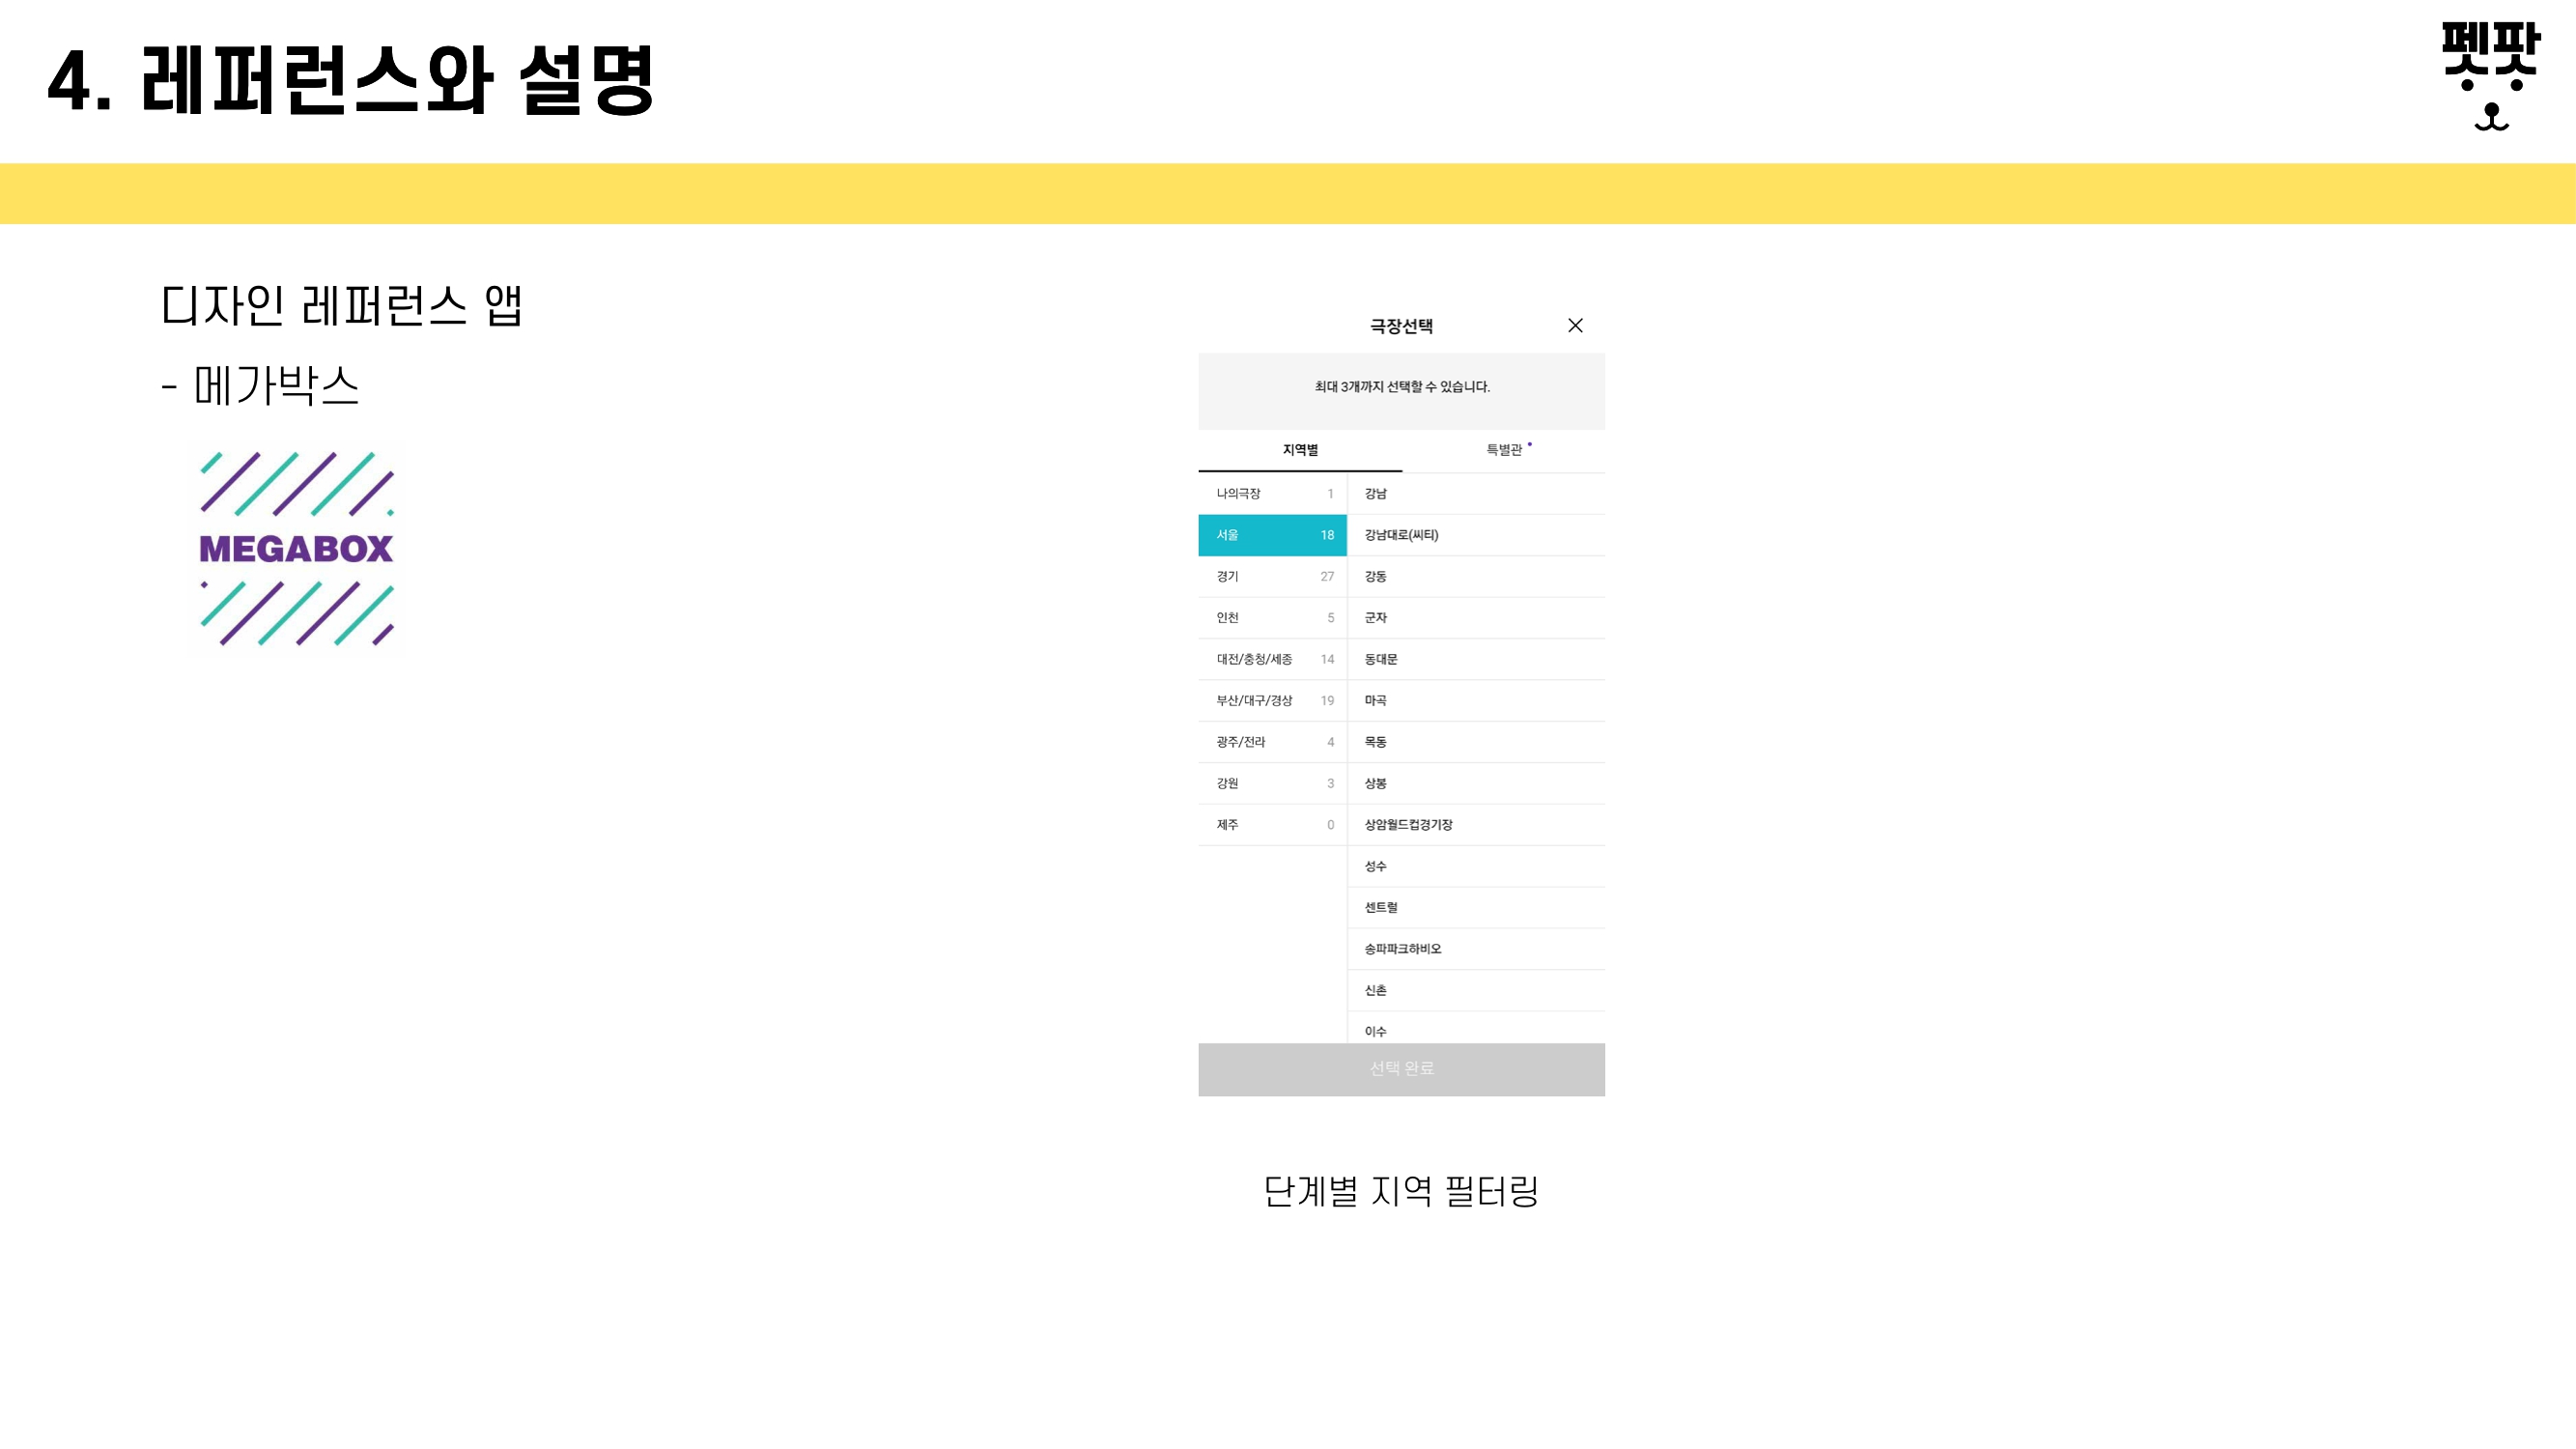 4. 레퍼런스와 설명
펫팟
디자인 레퍼런스 앱
- 메가박스
MEGABOX
극장선택
최대 3개까지 선택할 수 있습니다.
지역별 특별관
나의극장 1 강남
서울 18 강남대로(씨티)
경기 27 강동
인천 5 군자
대전/충청/세종 14 동대문
부산/대구/경상 19 마곡
광주/전라 4 목동
강원 3 상봉
제주 0 상암월드컵경기장
성수
센트럴
송파파크하비오
신촌
이수
선택 완료
단계별 지역 필터링